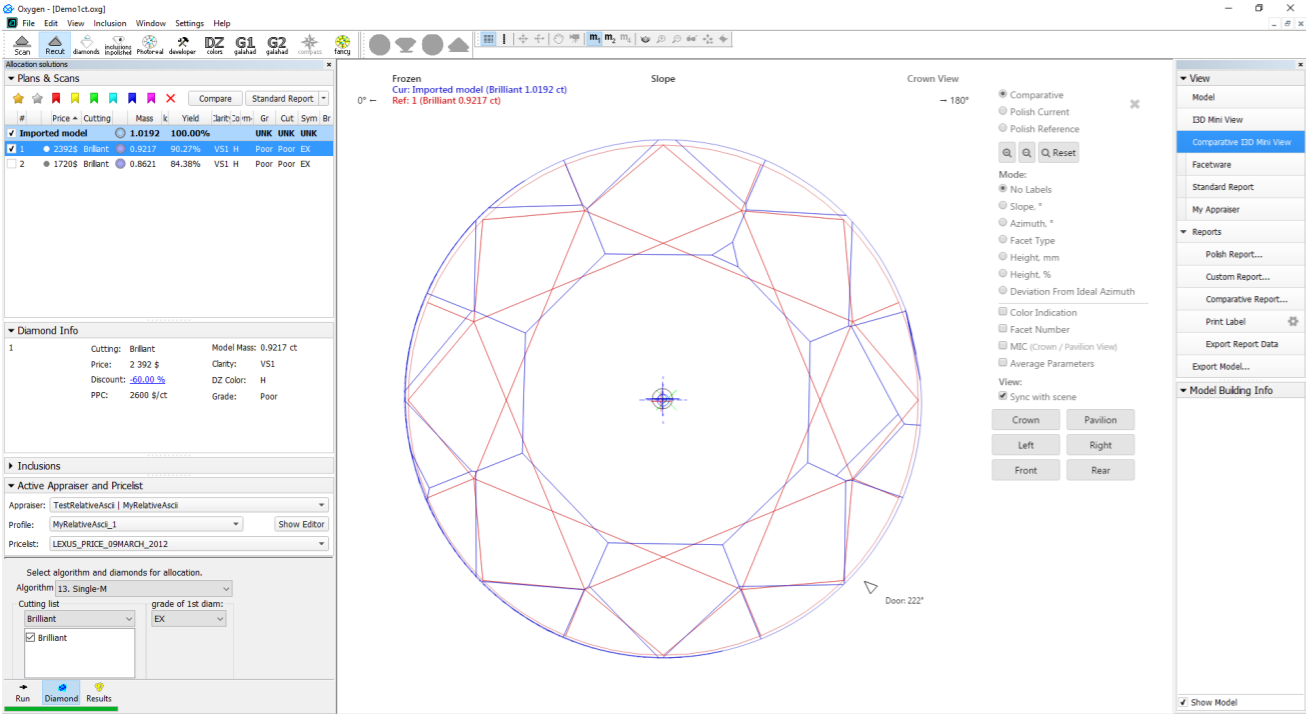 Oxygen - [Demo1ct.oxg]
File Edit View Inclusion Window Settings Help
Scan Recut diamonds inclusions inpolished Photoreal developer DZ colors G1 galahad G2 galahad compass fancy m1 m2
Allocation solutions
Plans & Scans
Compare Standard Report
# Price Cutting Mass Yield Gr Cut Sym Br
Imported model 1.0192 100.00% UNK UNK UNK
1 2392$ Brilliant 0.9217 90.27% VS1 H Poor Poor EX
2 1720$ Brilliant 0.8621 84.38% VS1 H Poor Poor EX
Diamond Info
1
Cutting: Brilliant Model Mass: 0.9217 ct
Price: 2 392 $ Clarity: VS1
Discount: -60.00 % DZ Color: H
PPC: 2600 $/ct Grade: Poor
Inclusions
Active Appraiser and Pricelist
Appraiser: TestRelativeAscii | MyRelativeAscii
Profile: MyRelativeAscii_1 Show Editor
Pricelist: LEXUS_PRICE_09MARCH_2012
Select algorithm and diamonds for allocation.
Algorithm 13. Single-M
Cutting list grade of 1st diam:
Brilliant EX
Brilliant
Run Diamond Results
Frozen Slope Crown View
Cur: Imported model (Brilliant 1.0192 ct)
0° ← Ref: 1 (Brilliant 0.9217 ct) → 180°
Door: 222°
Comparative
Polish Current
Polish Reference
Reset
Mode:
No Labels
Slope, °
Azimuth, °
Facet Type
Height, mm
Height, %
Deviation From Ideal Azimuth
Color Indication
Facet Number
MIC (Crown / Pavilion View)
Average Parameters
View:
Sync with scene
Crown Pavilion
Left Right
Front Rear
View
Model
I3D Mini View
Comparative I3D Mini View
Facetware
Standard Report
My Appraiser
Reports
Polish Report...
Custom Report...
Comparative Report...
Print Label
Export Report Data
Export Model...
Model Building Info
Show Model